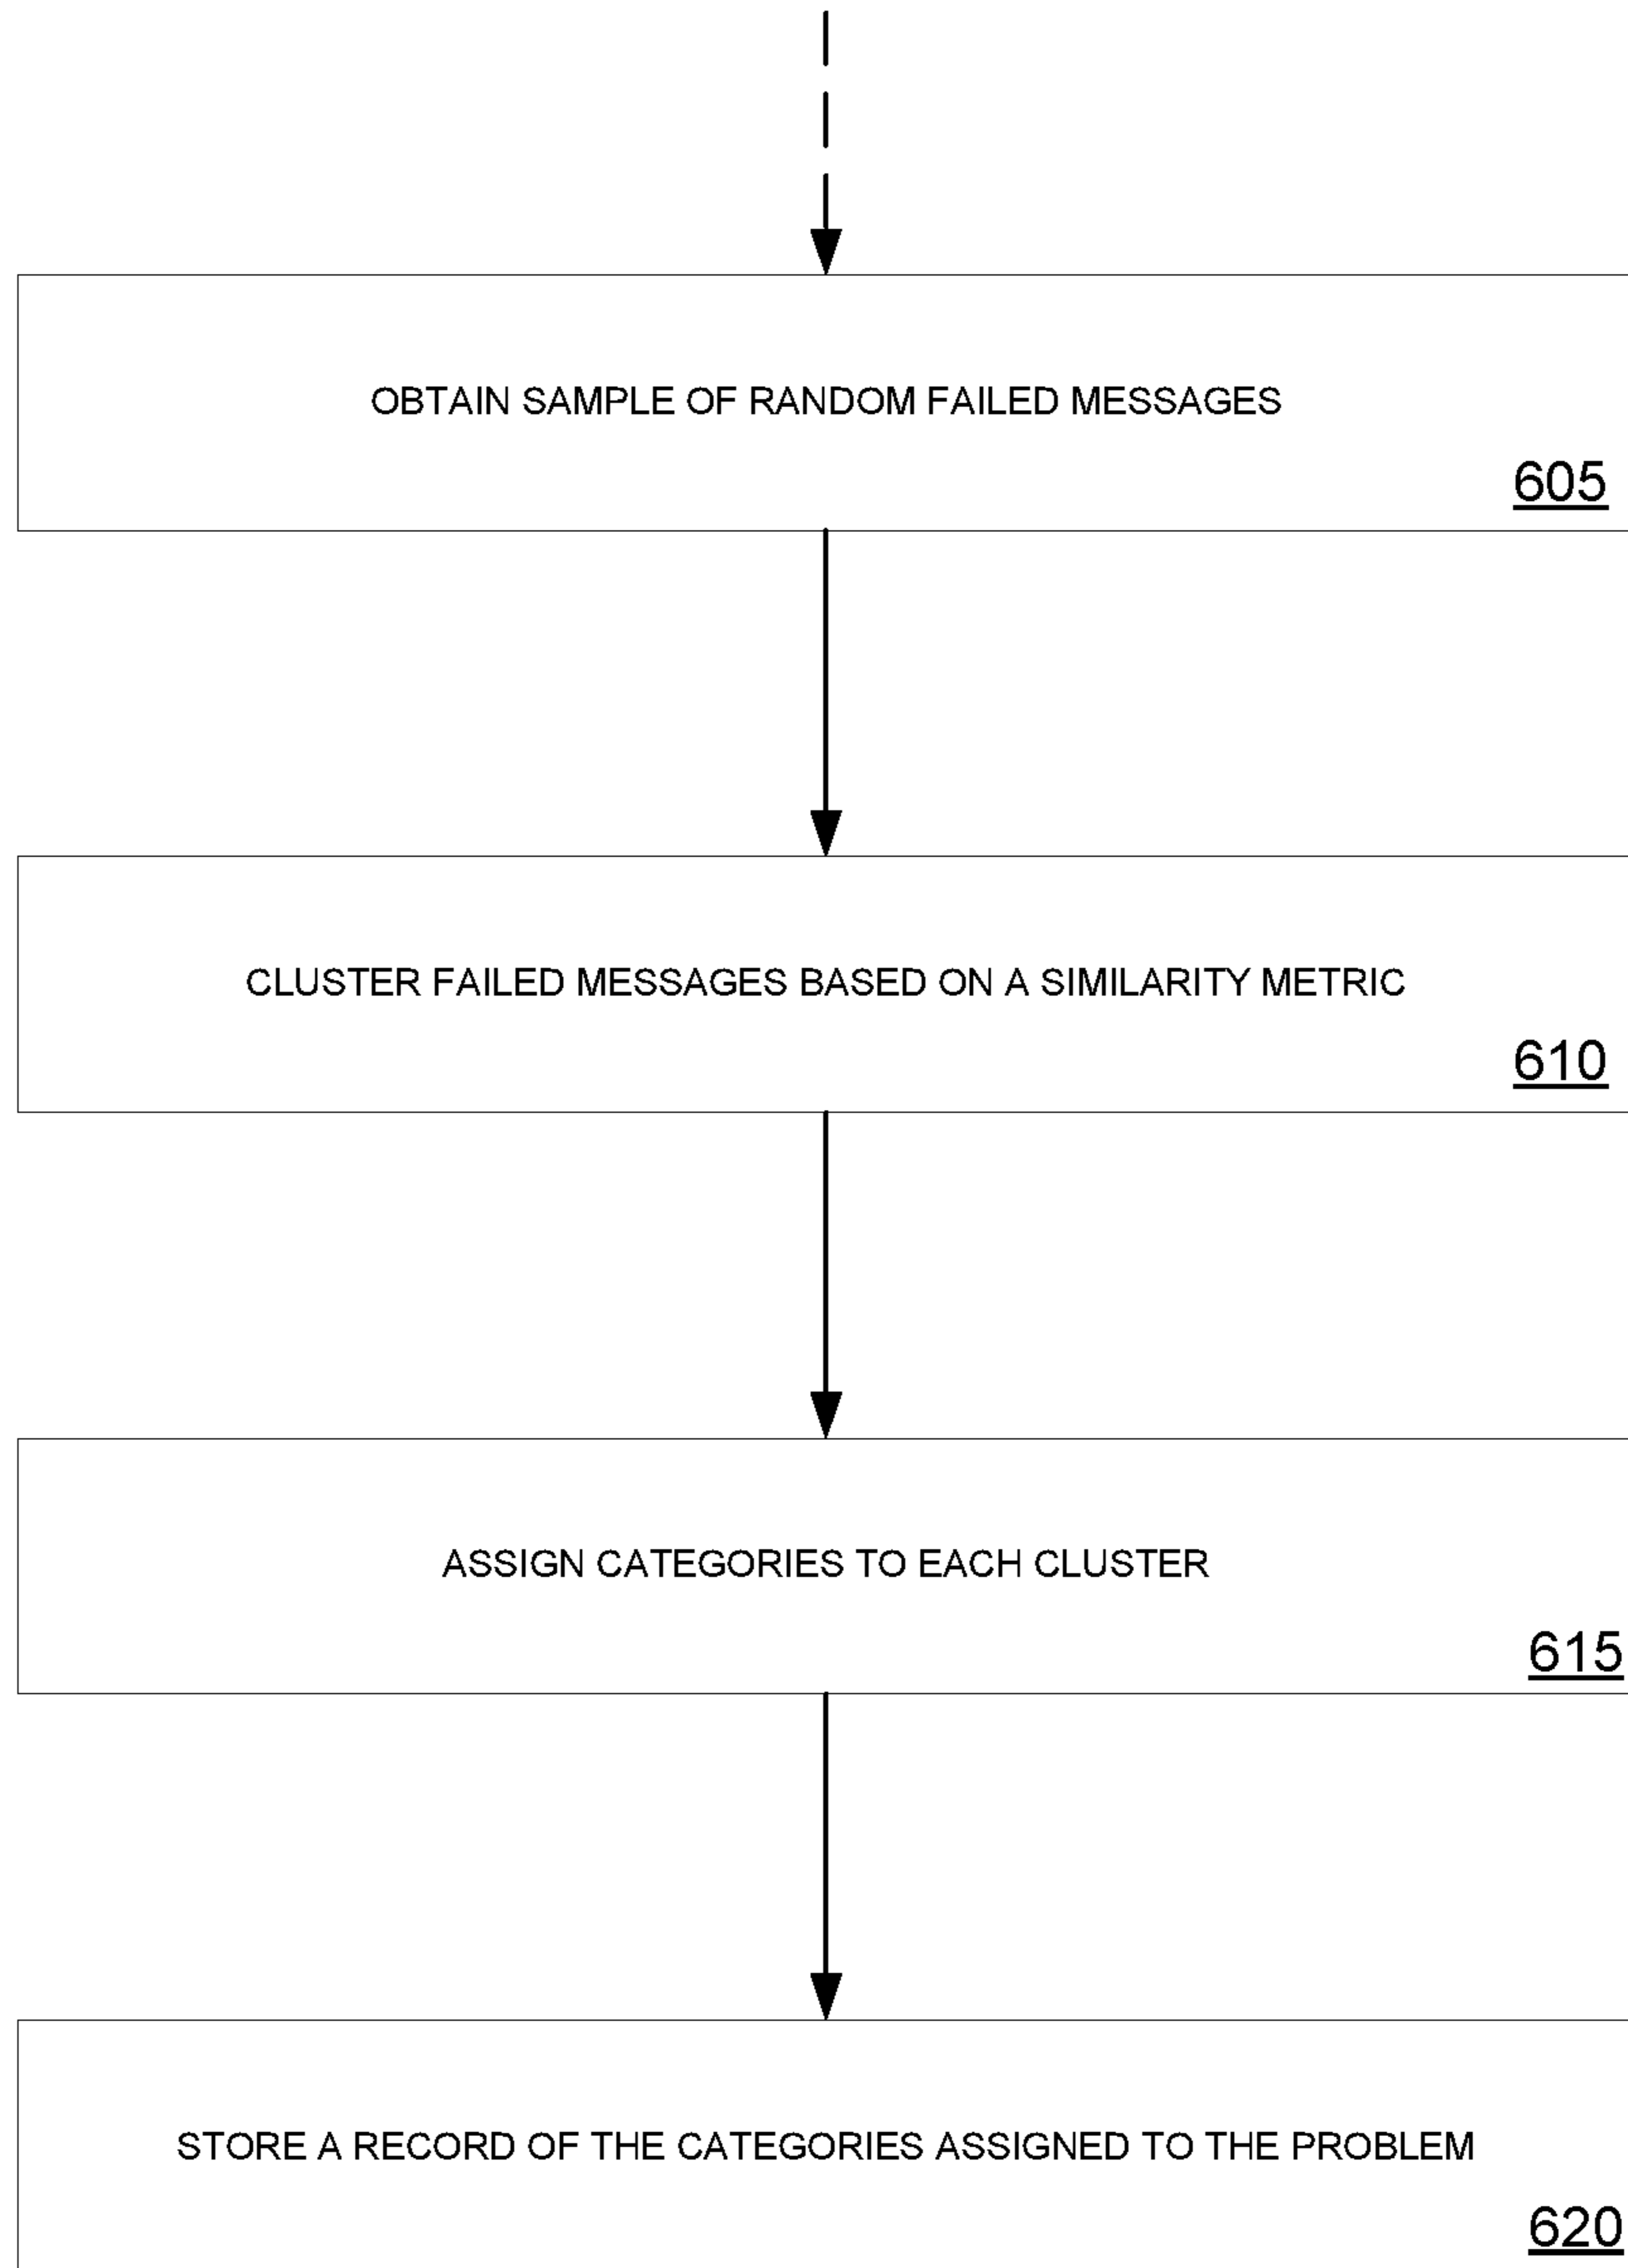 OBTAIN SAMPLE OF RANDOM FAILED MESSAGES
605
CLUSTER FAILED MESSAGES BASED ON A SIMILARITY METRIC
610
ASSIGN CATEGORIES TO EACH CLUSTER
615
STORE A RECORD OF THE CATEGORIES ASSIGNED TO THE PROBLEM
620